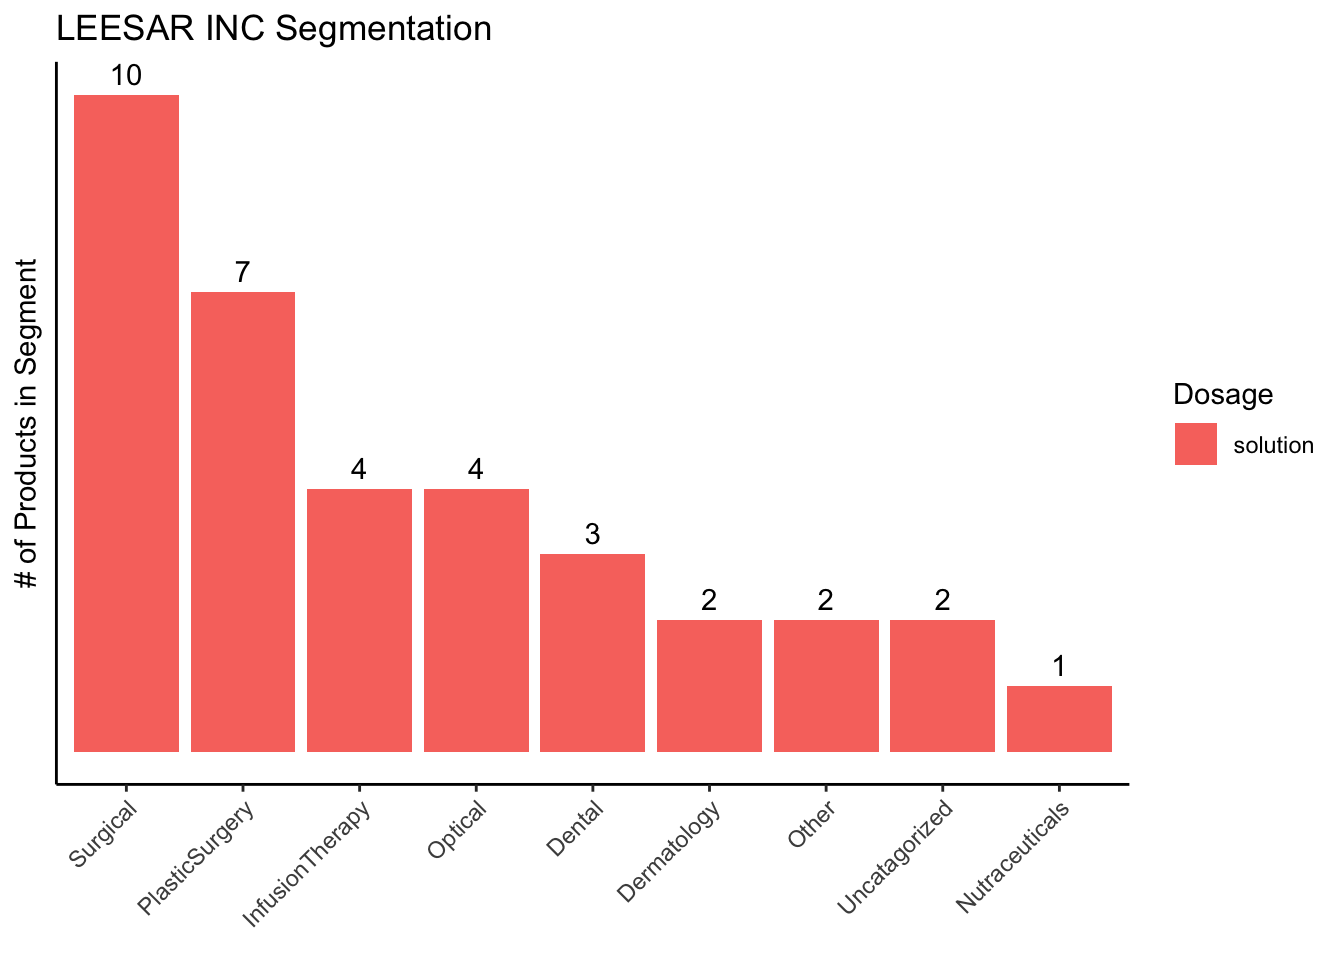 LEESAR INC Segmentation
10
7
4
4
3
2
2
2
1
# of Products in Segment
Dosage
solution
Surgical
PlasticSurgery
InfusionTherapy
Optical
Dental
Dermatology
Other
Uncatagorized
Nutraceuticals